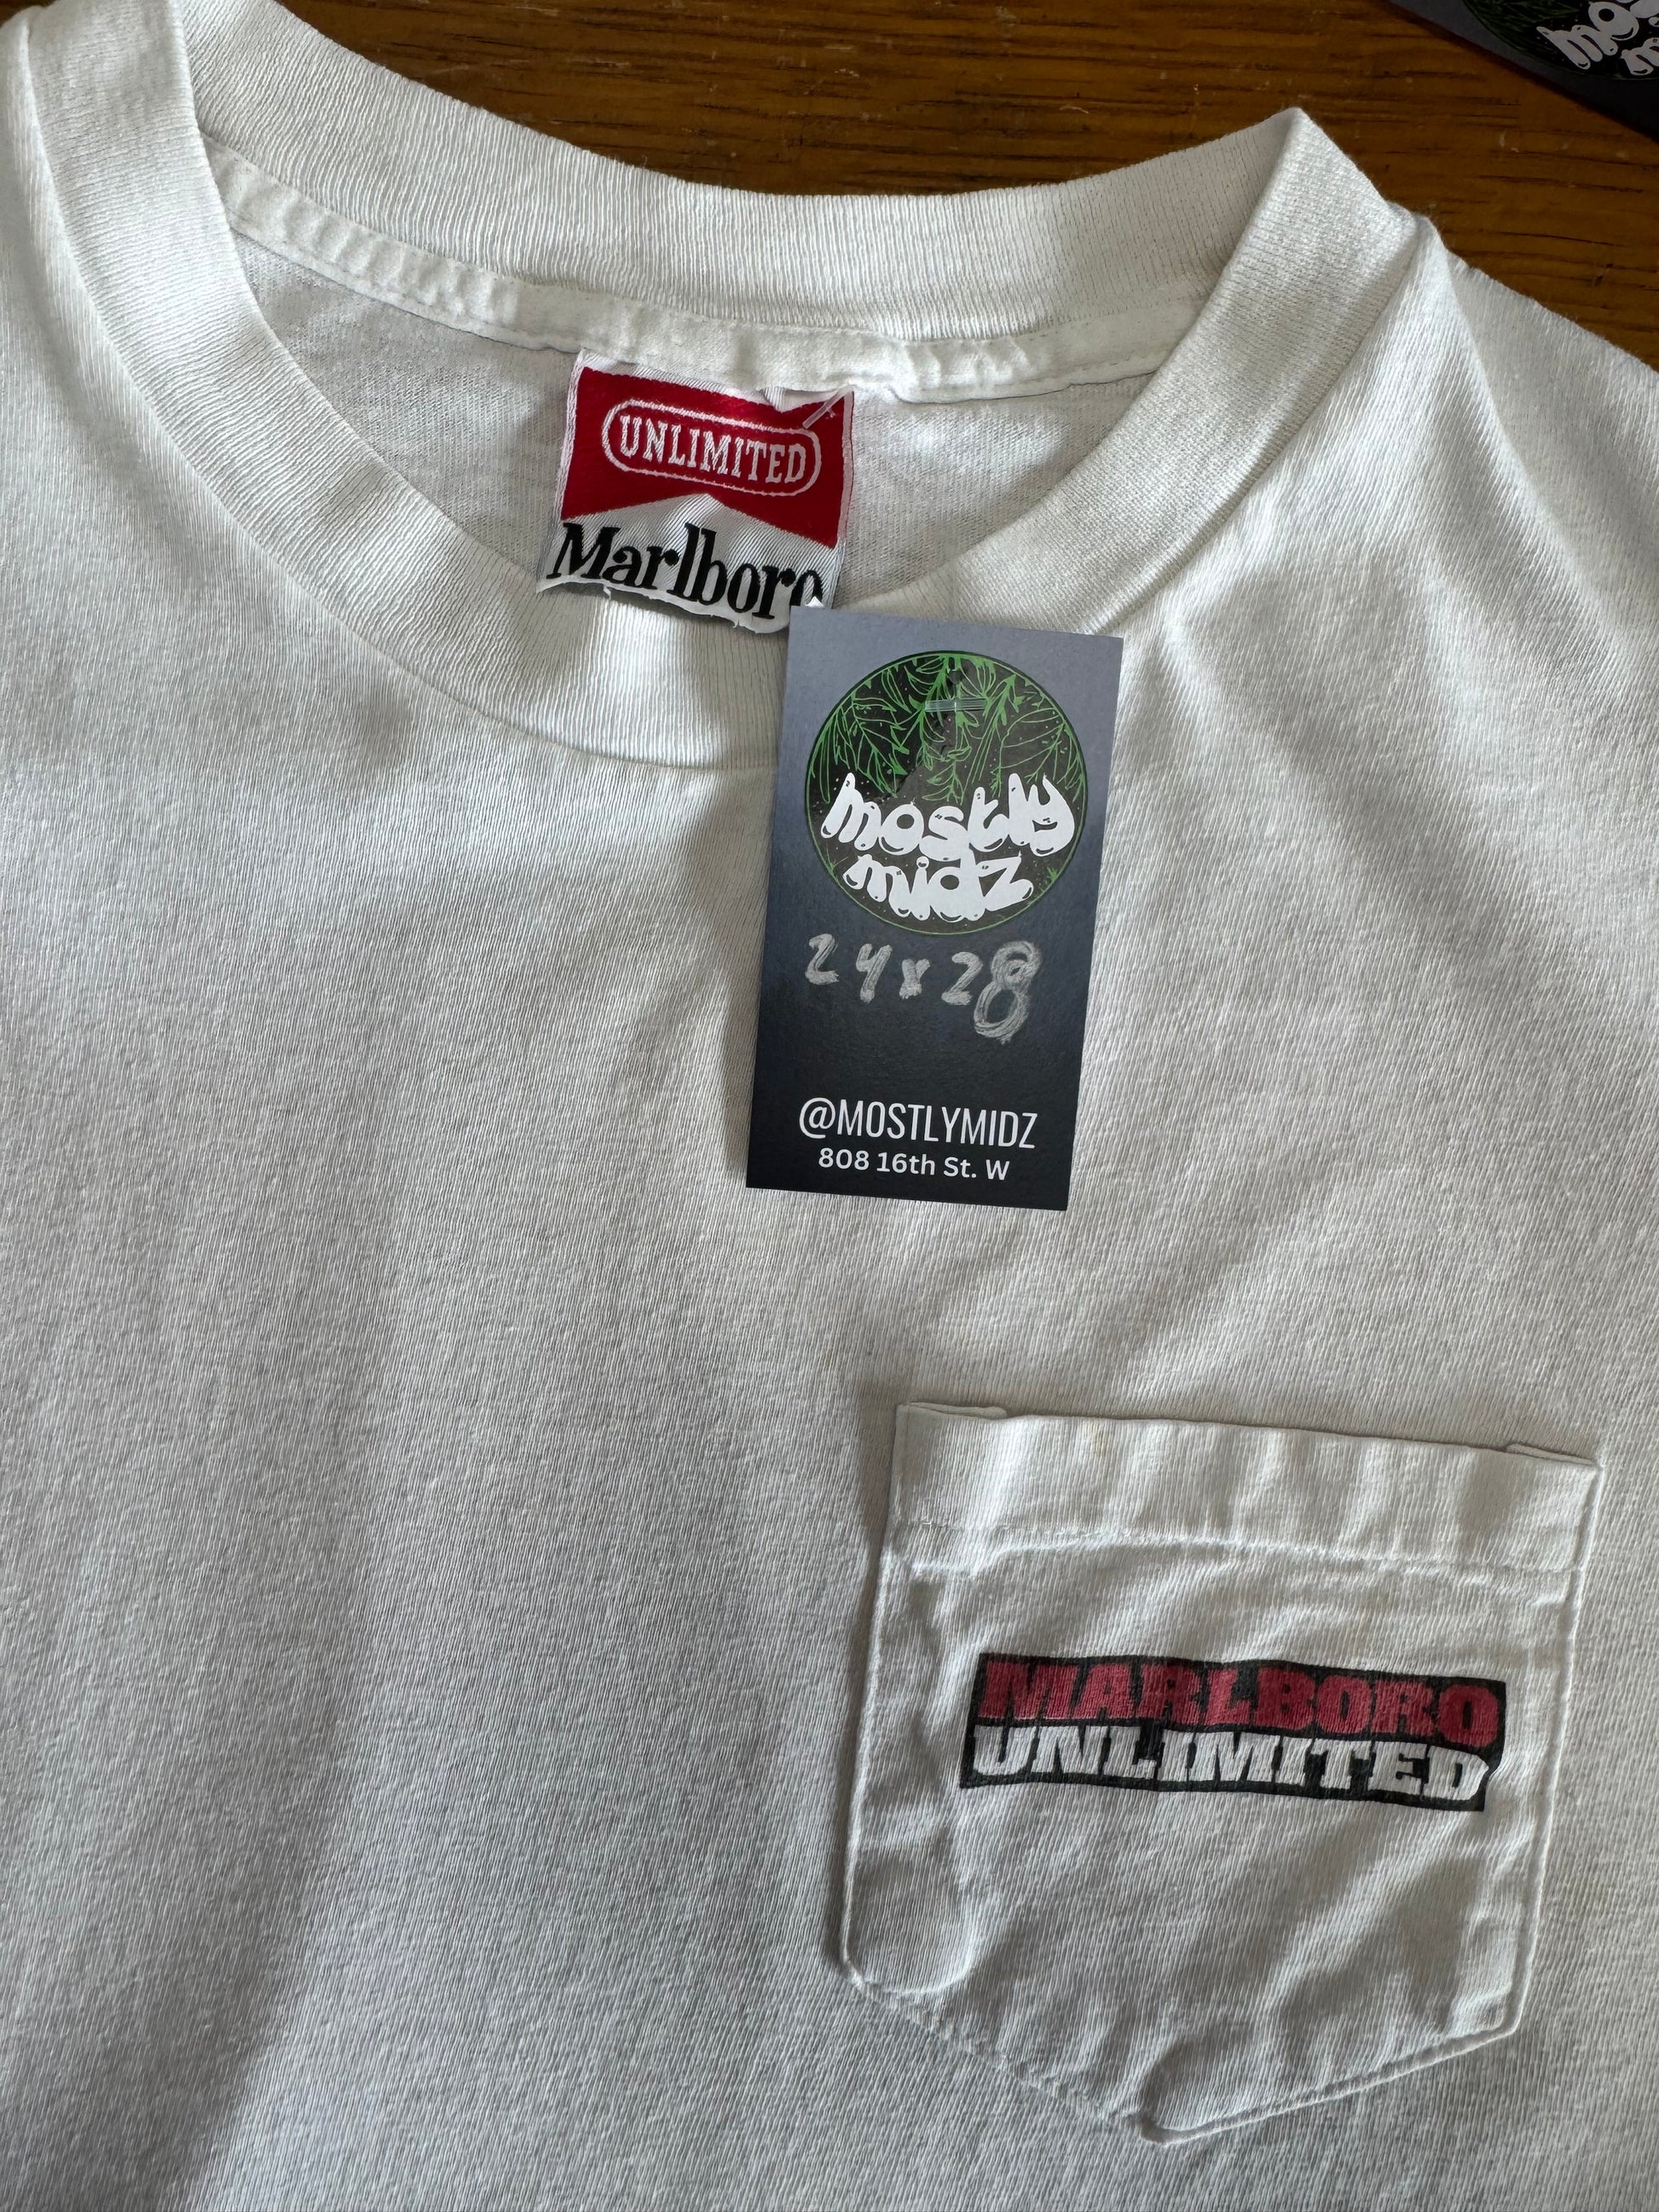 UNLIMITED
Marlboro
mostly
midz
24x28
@MOSTLYMIDZ
808 16th St. W
MARLBORO
UNLIMITED